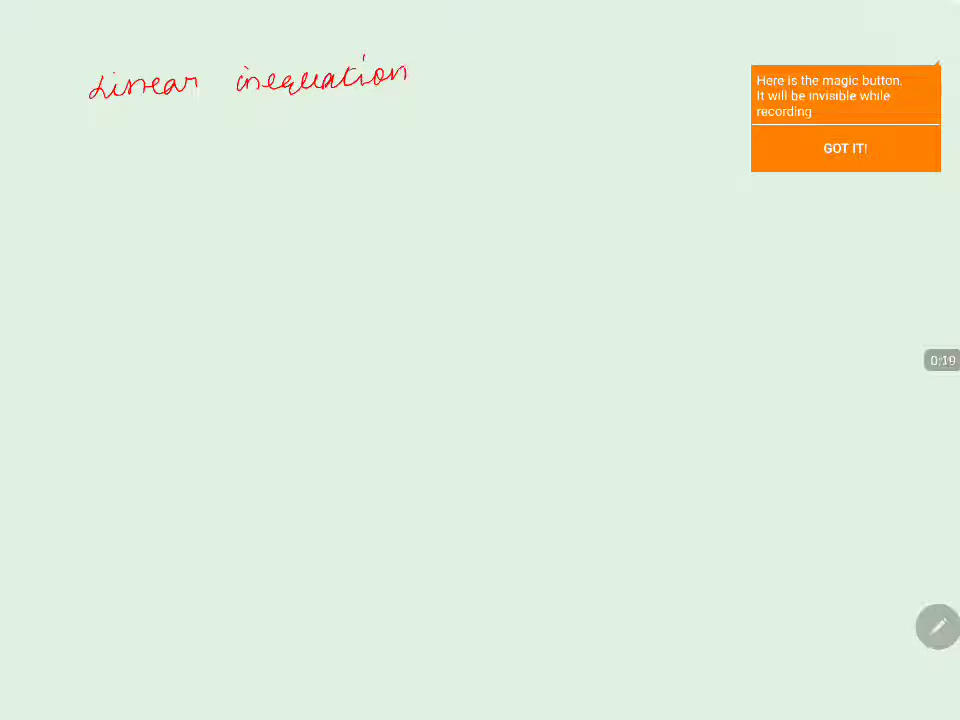 Linear inequation
Here is the magic button.
It will be invisible while
recording
GOT IT!
0:19